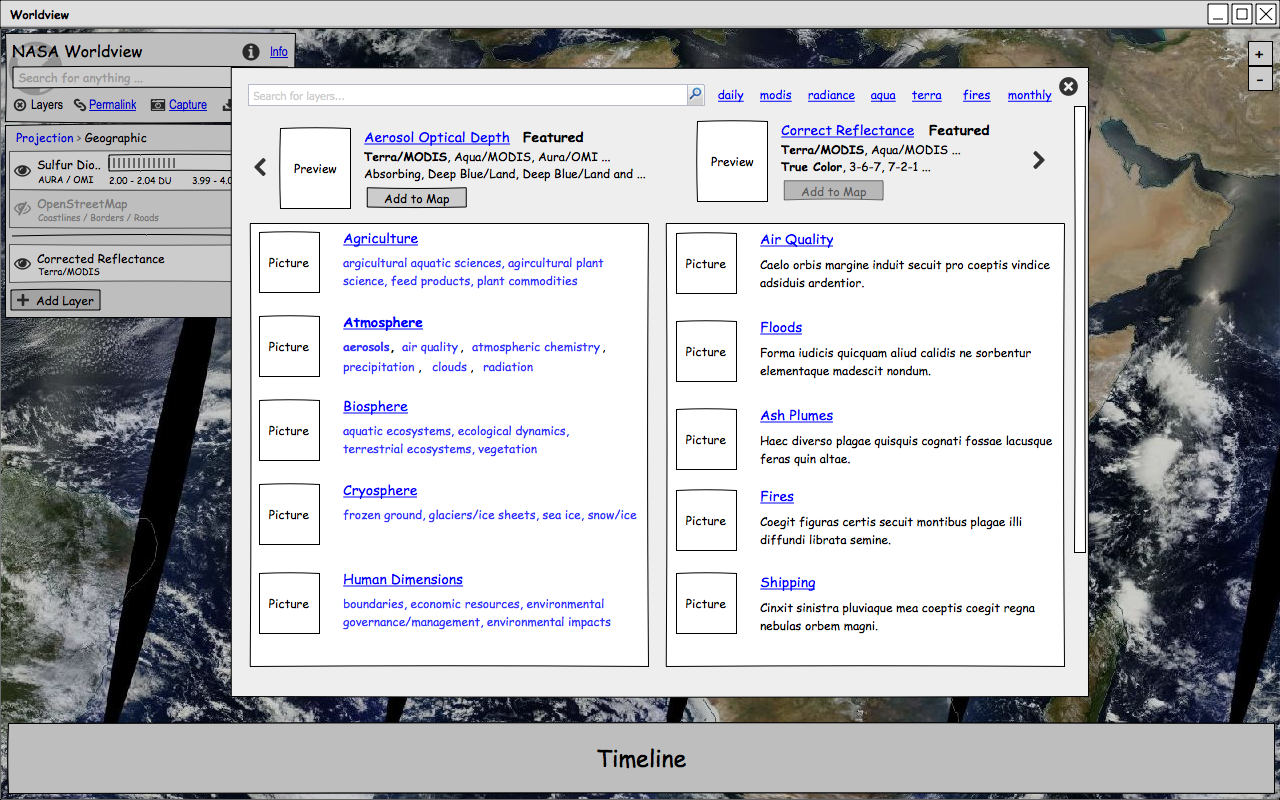 Worldview
NASA Worldview
Info
Search for anything ...
Layers
Permalink
Capture
Projection > Geographic
Sulfur Dio..
AURA / OMI
2.00 - 2.04 DU
3.99 - 4.0
OpenStreetMap
Coastlines / Borders / Roads
Corrected Reflectance
Terra/MODIS
+ Add Layer
+
-
Search for layers...
daily
modis
radiance
aqua
terra
fires
monthly
Preview
Aerosol Optical Depth Featured
Terra/MODIS, Aqua/MODIS, Aura/OMI ...
Absorbing, Deep Blue/Land, Deep Blue/Land and ...
Add to Map
Preview
Correct Reflectance Featured
Terra/MODIS, Aqua/MODIS ...
True Color, 3-6-7, 7-2-1 ...
Add to Map
Picture
Agriculture
argicultural aquatic sciences, agircultural plant
science, feed products, plant commodities
Picture
Atmosphere
aerosols, air quality, atmospheric chemistry,
precipitation, clouds, radiation
Picture
Biosphere
aquatic ecosystems, ecological dynamics,
terrestrial ecosystems, vegetation
Picture
Cryosphere
frozen ground, glaciers/ice sheets, sea ice, snow/ice
Picture
Human Dimensions
boundaries, economic resources, environmental
governance/management, environmental impacts
Picture
Air Quality
Caelo orbis margine induit secuit pro coeptis vindice
adsiduis ardentior.
Picture
Floods
Forma iudicis quicquam aliud calidis ne sorbentur
elementaque madescit nondum.
Picture
Ash Plumes
Haec diverso plagae quisquis cognati fossae lacusque
feras quin altae.
Picture
Fires
Coegit figuras certis secuit montibus plagae illi
diffundi librata semine.
Picture
Shipping
Cinxit sinistra pluviaque mea coeptis coegit regna
nebulas orbem magni.
Timeline